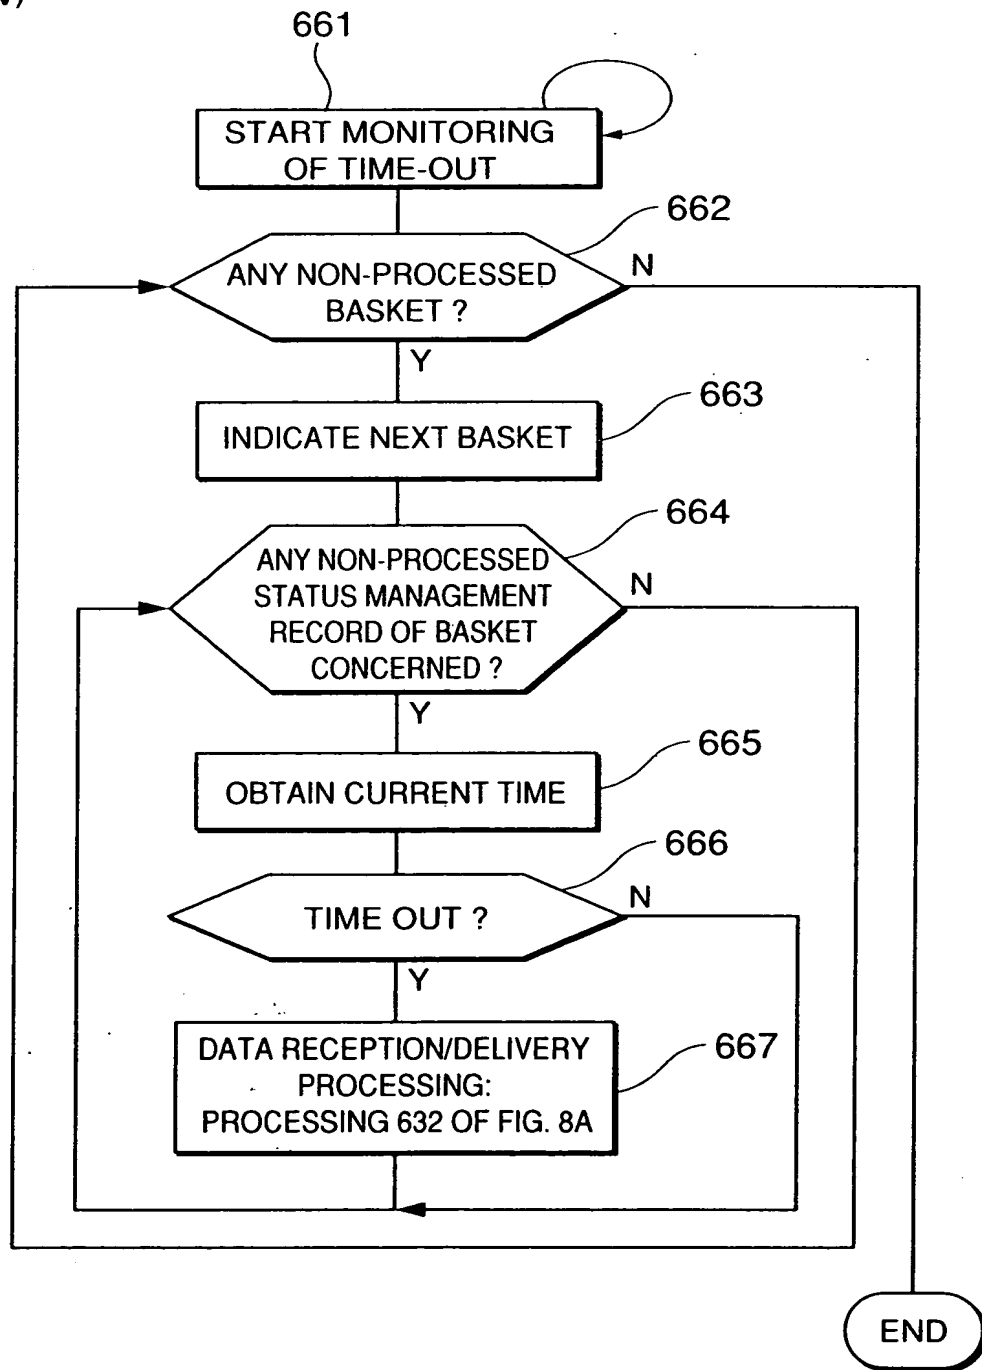 661
START MONITORING
OF TIME-OUT
662
ANY NON-PROCESSED
BASKET ?
N
Y
663
INDICATE NEXT BASKET
664
ANY NON-PROCESSED
STATUS MANAGEMENT
RECORD OF BASKET
CONCERNED ?
N
Y
665
OBTAIN CURRENT TIME
666
TIME OUT ?
N
Y
667
DATA RECEPTION/DELIVERY
PROCESSING:
PROCESSING 632 OF FIG. 8A
END